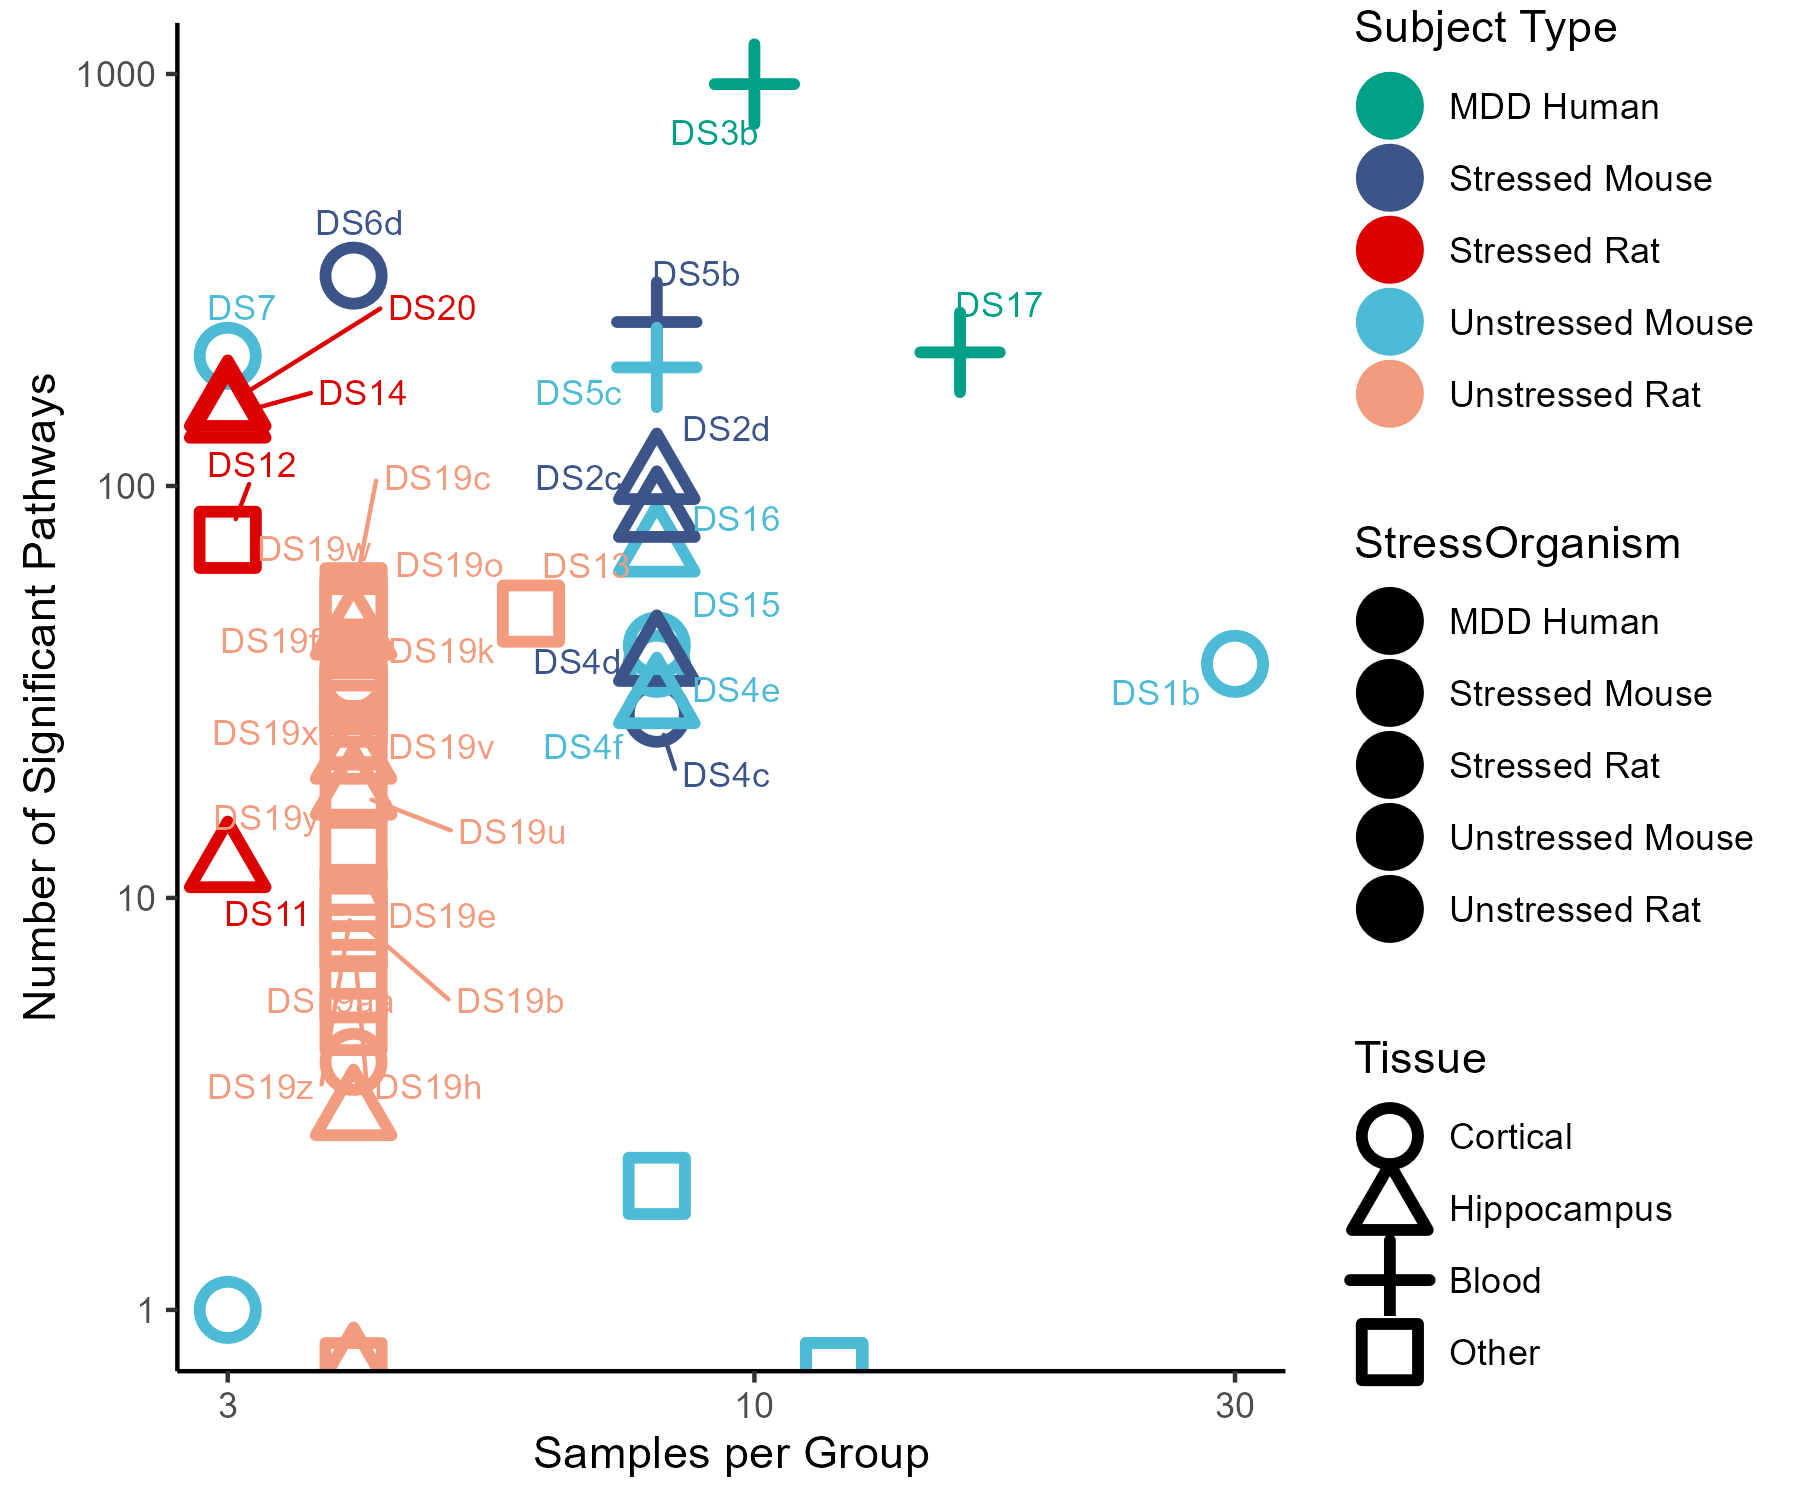 Number of Significant Pathways
1000
100
10
1
DS3b
DS6d
DS5b
DS7
DS20
DS17
DS14
DS5c
DS2d
DS12
DS19c
DS2c
DS16
DS19w
DS19o
DS13
DS15
DS19f
DS19k
DS4d
DS4e
DS1b
DS19x
DS19v
DS4f
DS4c
DS19y
DS19u
DS11
DS19e
DS19aa
DS19b
DS19z
DS19h
3
10
30
Samples per Group
Subject Type
MDD Human
Stressed Mouse
Stressed Rat
Unstressed Mouse
Unstressed Rat
StressOrganism
MDD Human
Stressed Mouse
Stressed Rat
Unstressed Mouse
Unstressed Rat
Tissue
Cortical
Hippocampus
Blood
Other